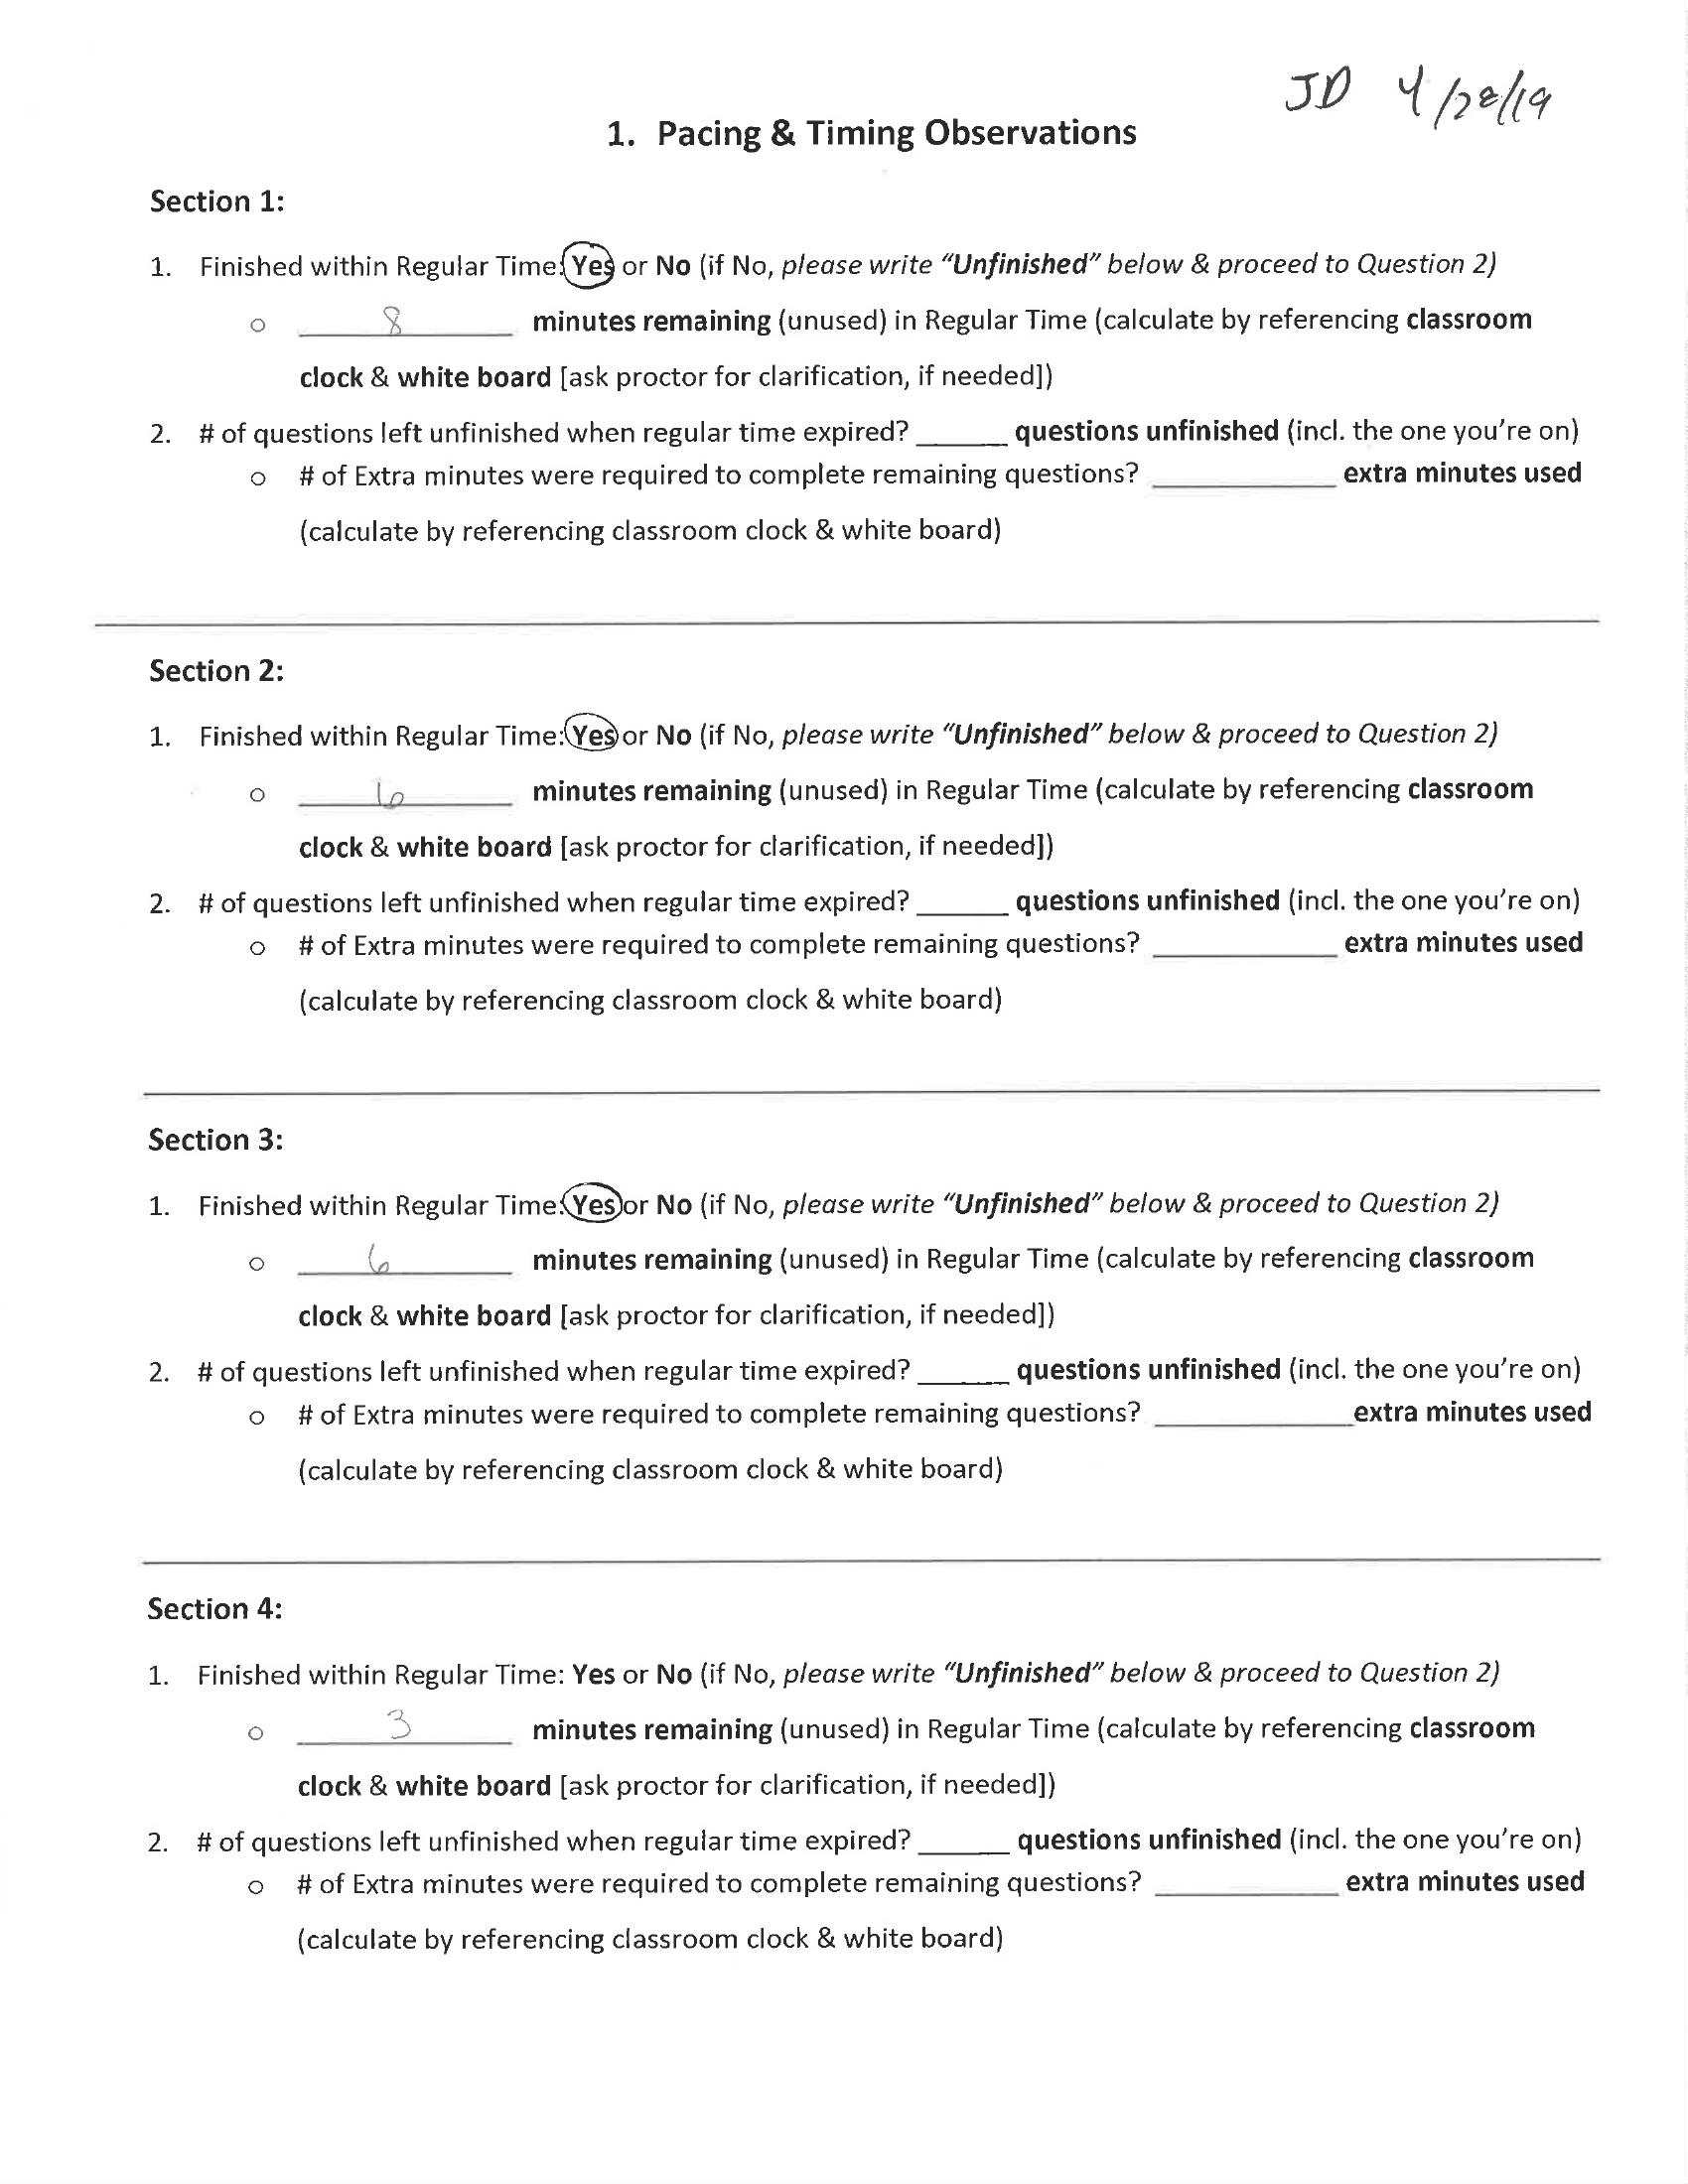 JD 4/28/19
1. Pacing & Timing Observations
Section 1:
1. Finished within Regular Time: Yes or No (if No, please write “Unfinished” below & proceed to Question 2)
o 8 minutes remaining (unused) in Regular Time (calculate by referencing classroom
clock & white board [ask proctor for clarification, if needed])
2. # of questions left unfinished when regular time expired? ______ questions unfinished (incl. the one you’re on)
o # of Extra minutes were required to complete remaining questions? ____________ extra minutes used
(calculate by referencing classroom clock & white board)
Section 2:
1. Finished within Regular Time: Yes or No (if No, please write “Unfinished” below & proceed to Question 2)
o 6 minutes remaining (unused) in Regular Time (calculate by referencing classroom
clock & white board [ask proctor for clarification, if needed])
2. # of questions left unfinished when regular time expired? ______ questions unfinished (incl. the one you’re on)
o # of Extra minutes were required to complete remaining questions? ____________ extra minutes used
(calculate by referencing classroom clock & white board)
Section 3:
1. Finished within Regular Time: Yes or No (if No, please write “Unfinished” below & proceed to Question 2)
o 6 minutes remaining (unused) in Regular Time (calculate by referencing classroom
clock & white board [ask proctor for clarification, if needed])
2. # of questions left unfinished when regular time expired? ______ questions unfinished (incl. the one you’re on)
o # of Extra minutes were required to complete remaining questions? _____________extra minutes used
(calculate by referencing classroom clock & white board)
Section 4:
1. Finished within Regular Time: Yes or No (if No, please write “Unfinished” below & proceed to Question 2)
o 3 minutes remaining (unused) in Regular Time (calculate by referencing classroom
clock & white board [ask proctor for clarification, if needed])
2. # of questions left unfinished when regular time expired? ______ questions unfinished (incl. the one you’re on)
o # of Extra minutes were required to complete remaining questions? ____________ extra minutes used
(calculate by referencing classroom clock & white board)